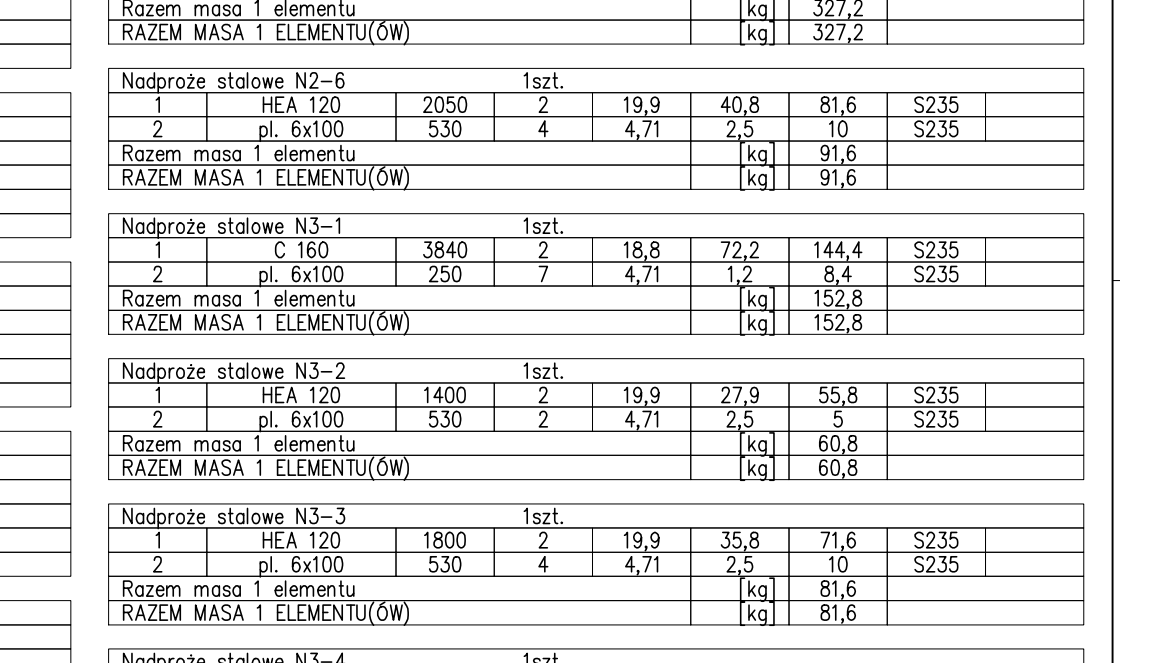 Razem masa 1 elementu [kg] 327,2
RAZEM MASA 1 ELEMENTU(ÓW) [kg] 327,2
Nadproże stalowe N2-6 1szt.
1 HEA 120 2050 2 19,9 40,8 81,6 S235
2 pl. 6x100 530 4 4,71 2,5 10 S235
Razem masa 1 elementu [kg] 91,6
RAZEM MASA 1 ELEMENTU(ÓW) [kg] 91,6
Nadproże stalowe N3-1 1szt.
1 C 160 3840 2 18,8 72,2 144,4 S235
2 pl. 6x100 250 7 4,71 1,2 8,4 S235
Razem masa 1 elementu [kg] 152,8
RAZEM MASA 1 ELEMENTU(ÓW) [kg] 152,8
Nadproże stalowe N3-2 1szt.
1 HEA 120 1400 2 19,9 27,9 55,8 S235
2 pl. 6x100 530 2 4,71 2,5 5 S235
Razem masa 1 elementu [kg] 60,8
RAZEM MASA 1 ELEMENTU(ÓW) [kg] 60,8
Nadproże stalowe N3-3 1szt.
1 HEA 120 1800 2 19,9 35,8 71,6 S235
2 pl. 6x100 530 4 4,71 2,5 10 S235
Razem masa 1 elementu [kg] 81,6
RAZEM MASA 1 ELEMENTU(ÓW) [kg] 81,6
Nadproże stalowe N3-4 1szt.